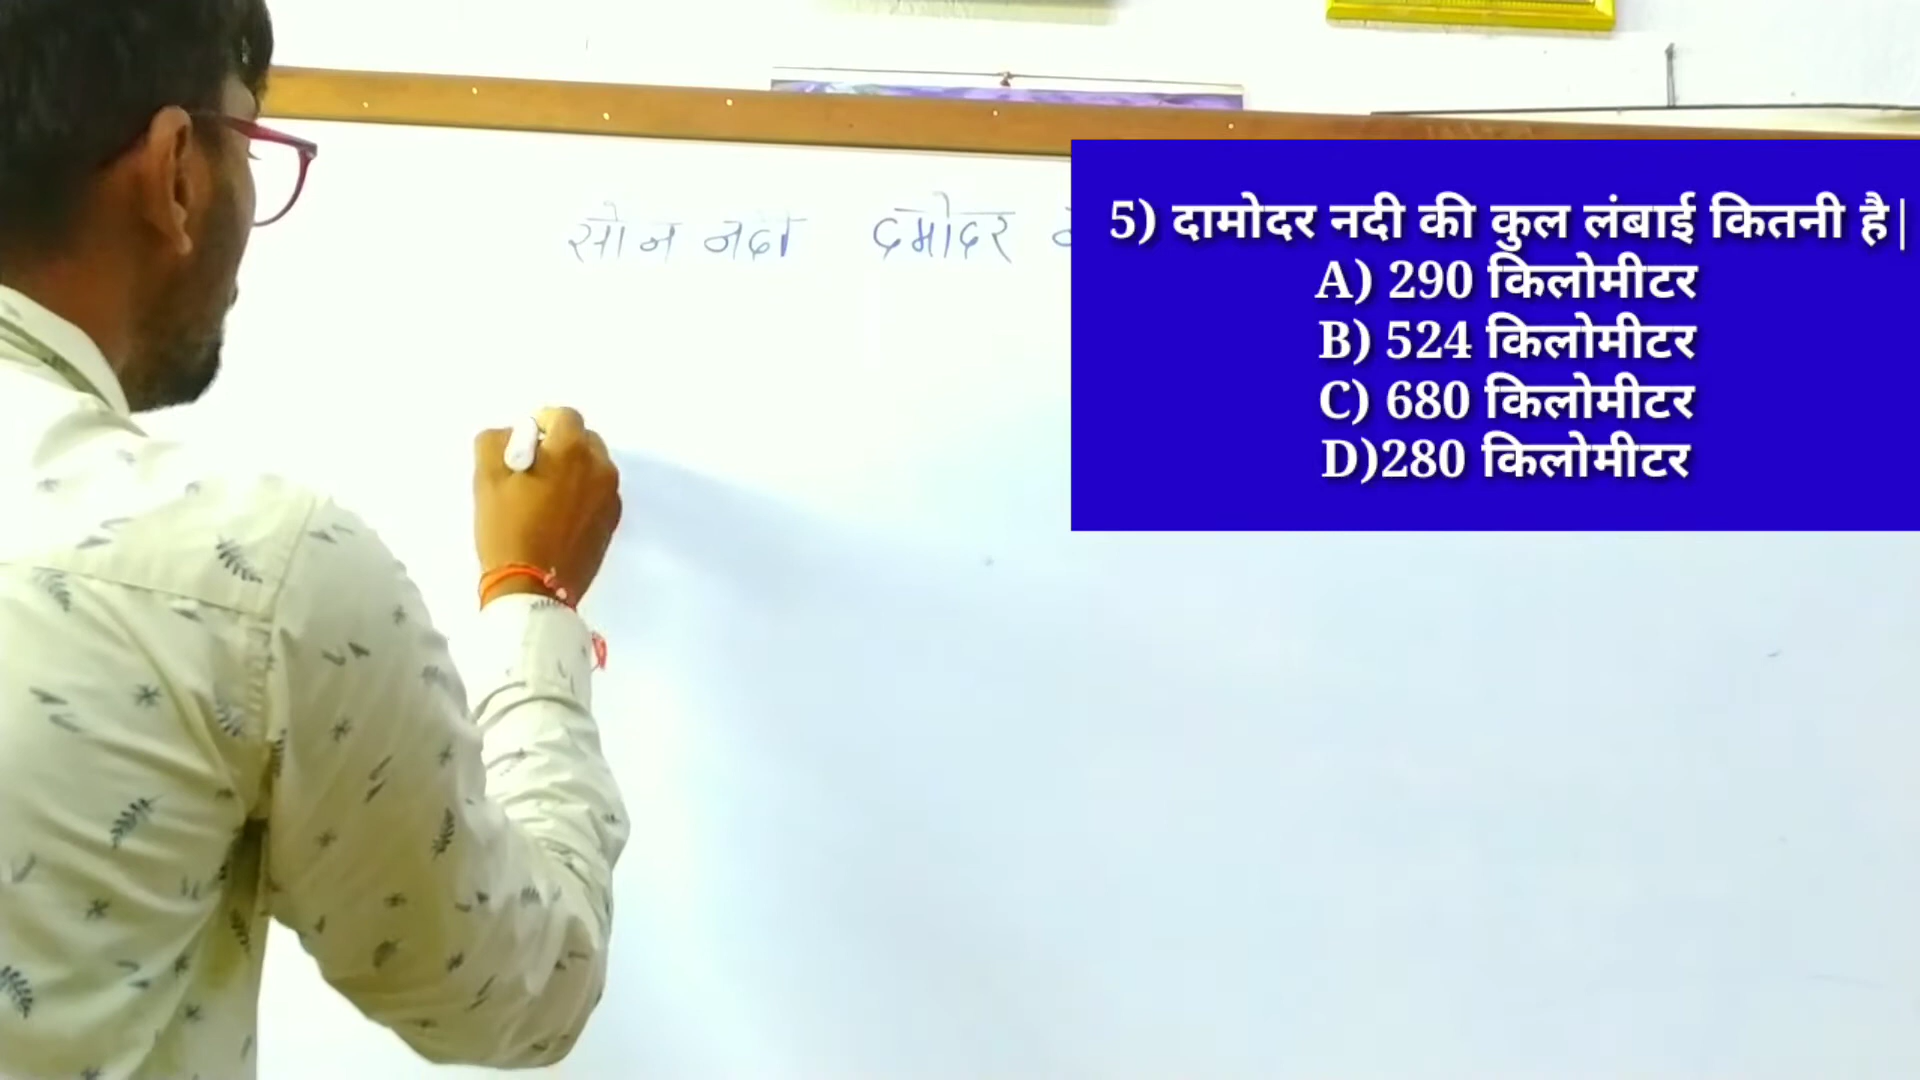 सोन नदी दमोदर
5) दामोदर नदी की कुल लंबाई कितनी है|
A) 290 किलोमीटर
B) 524 किलोमीटर
C) 680 किलोमीटर
D)280 किलोमीटर